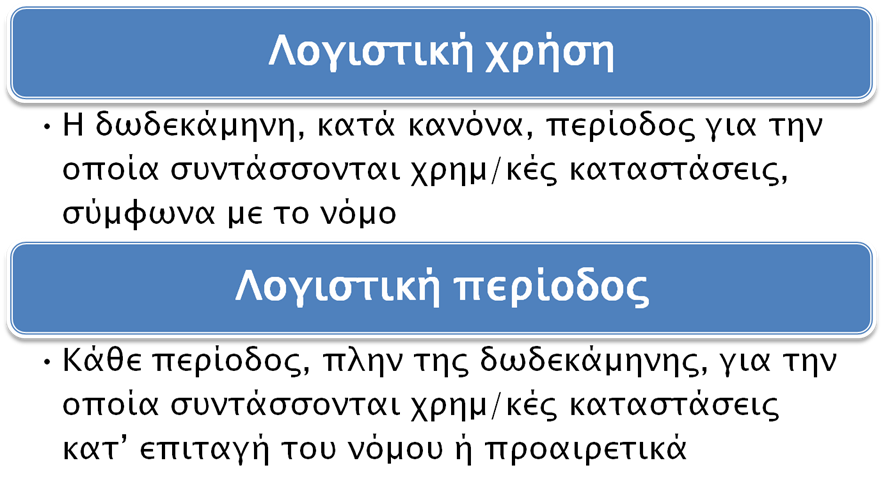 Λογιστική χρήση
• Η δωδεκάμηνη, κατά κανόνα, περίοδος για την
οποία συντάσσονται χρημ/κές καταστάσεις,
σύμφωνα με το νόμο
Λογιστική περίοδος
• Κάθε περίοδος, πλην της δωδεκάμηνης, για την
οποία συντάσσονται χρημ/κές καταστάσεις
κατ’ επιταγή του νόμου ή προαιρετικά